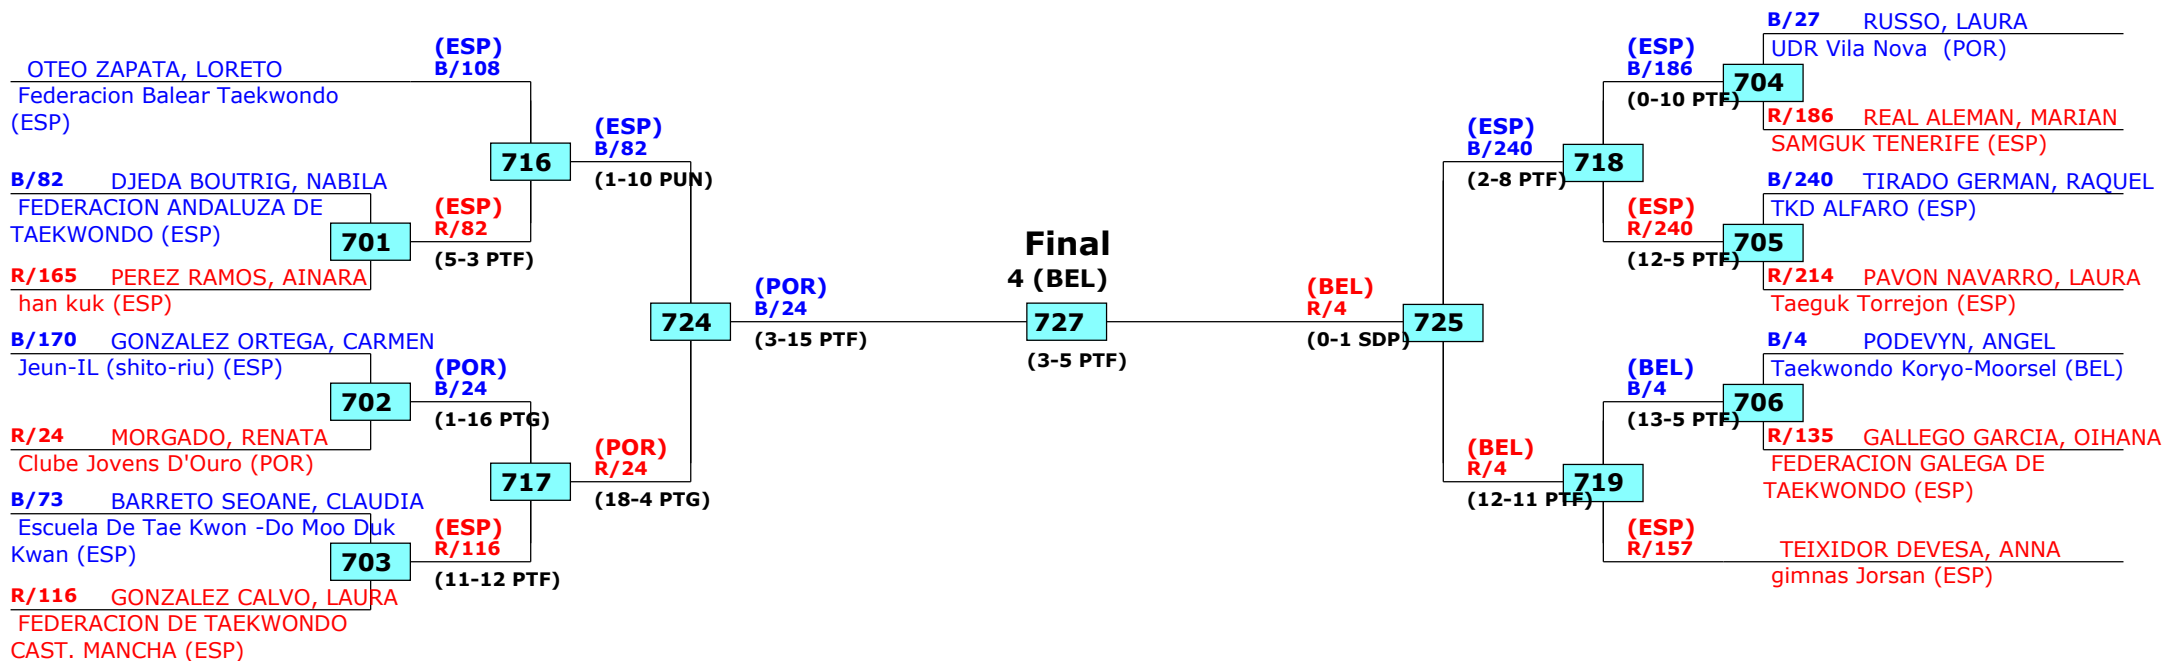 OTEO ZAPATA, LORETO
Federacion Balear Taekwondo
(ESP)
(ESP)
B/108
B/82 DJEDA BOUTRIG, NABILA
FEDERACION ANDALUZA DE
TAEKWONDO (ESP)
701
R/165 PEREZ RAMOS, AINARA
han kuk (ESP)
(ESP)
R/82
(5-3 PTF)
716
(ESP)
B/82
(1-10 PUN)
B/170 GONZALEZ ORTEGA, CARMEN
Jeun-IL (shito-riu) (ESP)
702
R/24 MORGADO, RENATA
Clube Jovens D'Ouro (POR)
(POR)
B/24
(1-16 PTG)
B/73 BARRETO SEOANE, CLAUDIA
Escuela De Tae Kwon -Do Moo Duk
Kwan (ESP)
703
R/116 GONZALEZ CALVO, LAURA
FEDERACION DE TAEKWONDO
CAST. MANCHA (ESP)
(ESP)
R/116
(11-12 PTF)
717
(POR)
R/24
(18-4 PTG)
724
(POR)
B/24
(3-15 PTF)
Final
4 (BEL)
727
(3-5 PTF)
(BEL)
R/4
(0-1 SDP)
725
(ESP)
B/240
(2-8 PTF)
718
(ESP)
B/186
(0-10 PTF)
704
B/27 RUSSO, LAURA
UDR Vila Nova (POR)
R/186 REAL ALEMAN, MARIAN
SAMGUK TENERIFE (ESP)
(ESP)
R/240
(12-5 PTF)
705
B/240 TIRADO GERMAN, RAQUEL
TKD ALFARO (ESP)
R/214 PAVON NAVARRO, LAURA
Taeguk Torrejon (ESP)
(BEL)
R/4
(12-11 PTF)
719
(BEL)
B/4
(13-5 PTF)
706
B/4 PODEVYN, ANGEL
Taekwondo Koryo-Moorsel (BEL)
R/135 GALLEGO GARCIA, OIHANA
FEDERACION GALEGA DE
TAEKWONDO (ESP)
(ESP)
R/157
TEIXIDOR DEVESA, ANNA
gimnas Jorsan (ESP)